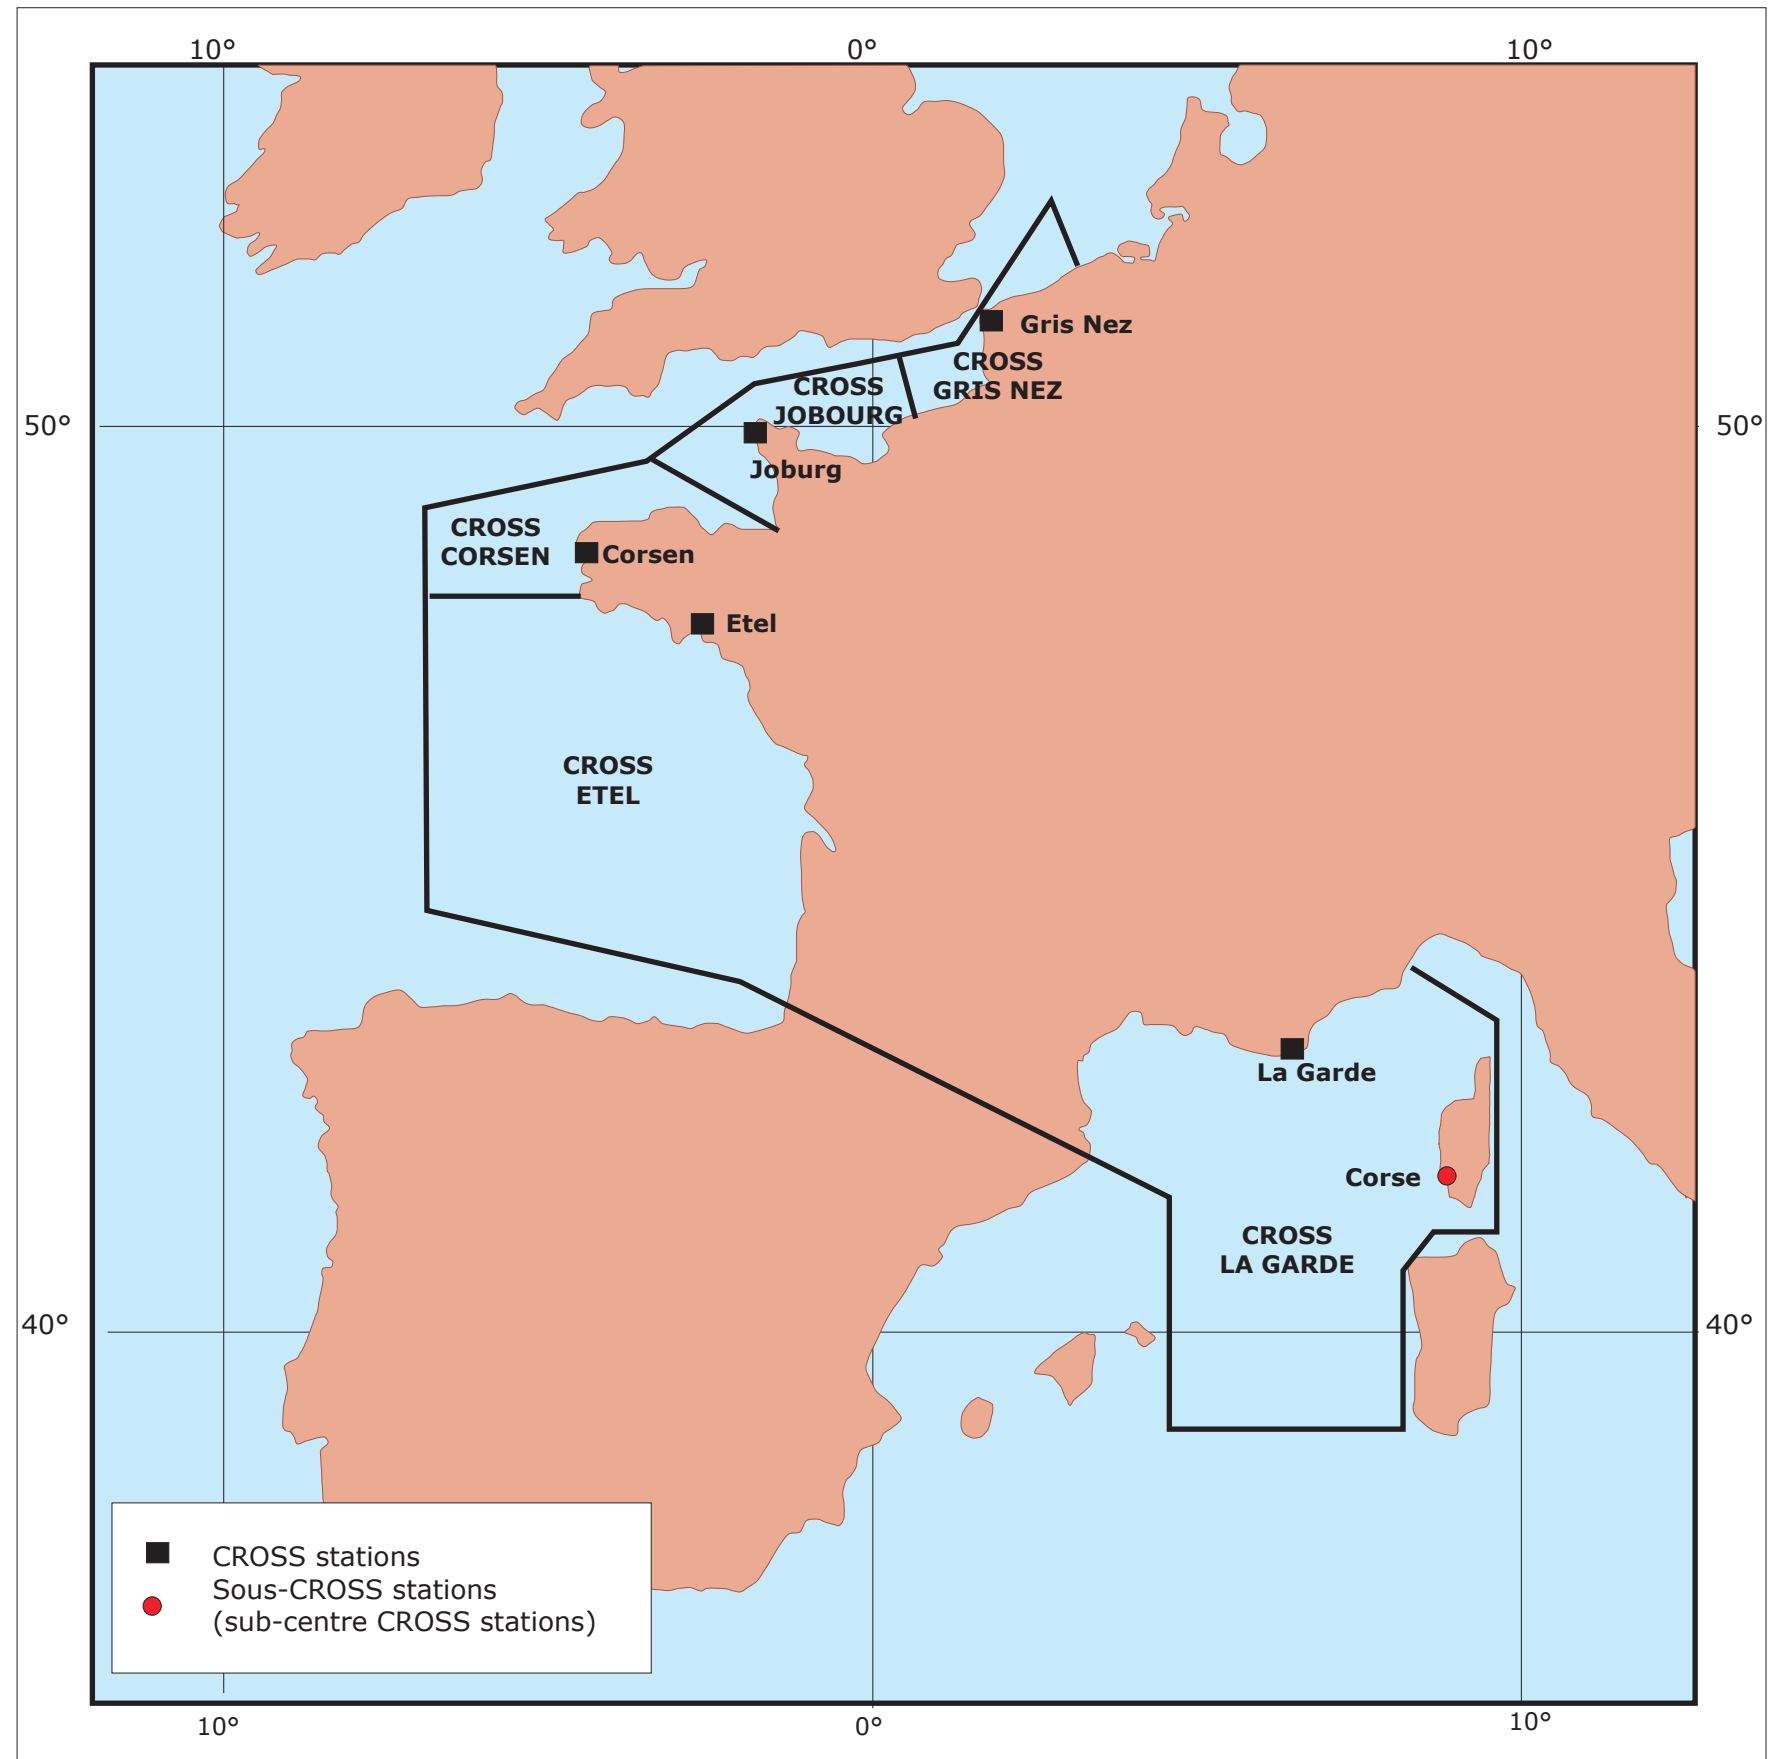 10°
0°
10°
Gris Nez
CROSS
GRIS NEZ
CROSS
JOBOURG
50°
50°
Joburg
CROSS
CORSEN
Corsen
Etel
CROSS
ETEL
La Garde
Corse
CROSS
LA GARDE
40°
40°
CROSS stations
Sous-CROSS stations
(sub-centre CROSS stations)
10°
0°
10°